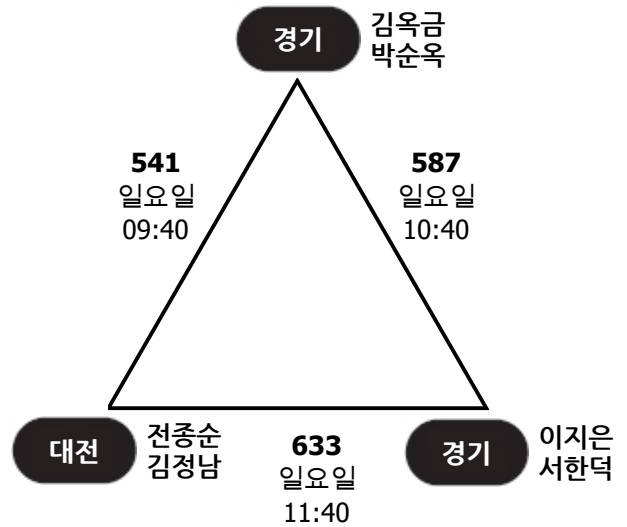 경기
김옥금
박순옥
541
일요일
09:40
587
일요일
10:40
대전
전종순
김정남
633
일요일
11:40
경기
이지은
서한덕